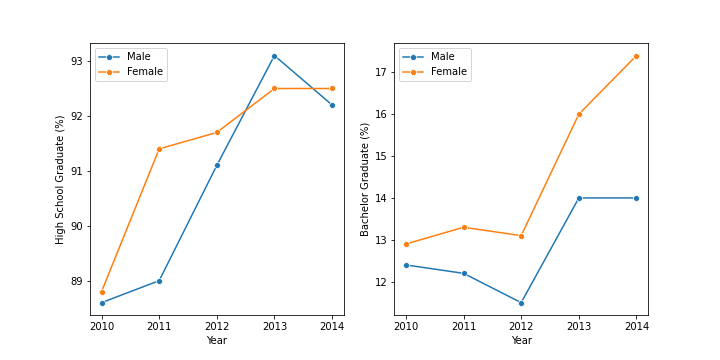 Male
Female
High School Graduate (%)
93
92
91
90
89
2010 2011 2012 2013 2014
Year
Male
Female
Bachelor Graduate (%)
17
16
15
14
13
12
2010 2011 2012 2013 2014
Year